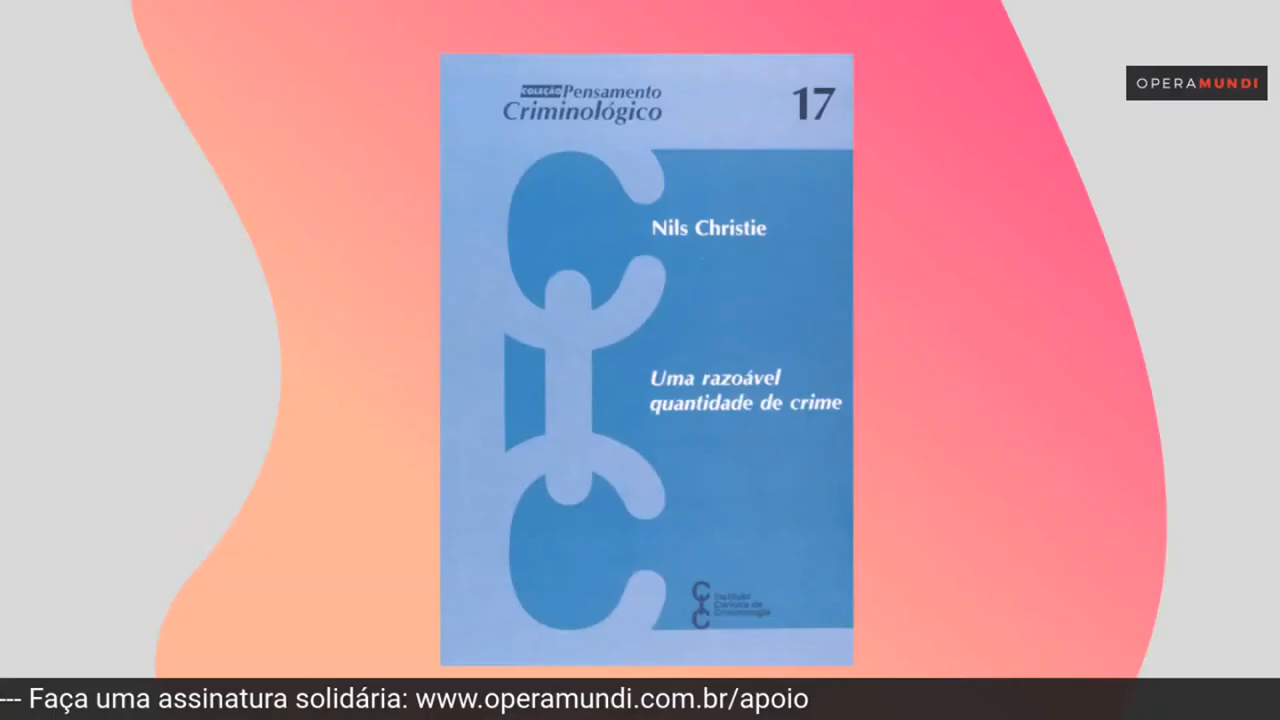 COLEÇÃO Pensamento
Criminológico
17
OPERAMUNDI
Nils Christie
Uma razoável
quantidade de crime
Instituto
Carioca de
Criminologia
--- Faça uma assinatura solidária: www.operamundi.com.br/apoio